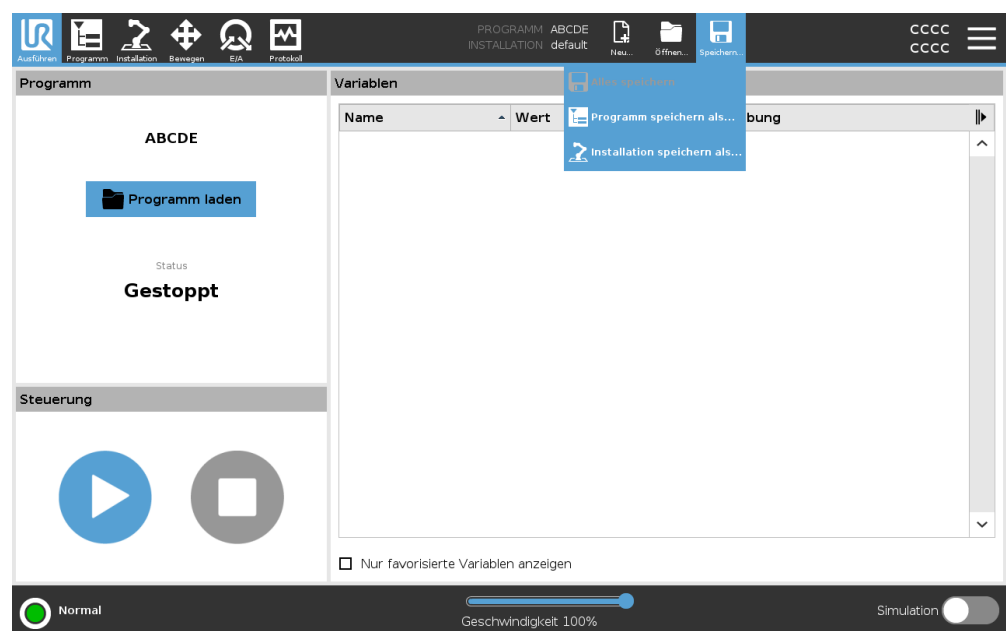 UR
Ausführen
Programm
Installation
Bewegen
E/A
Protokoll
PROGRAMM ABCDE
INSTALLATION default
Neu...
Öffnen...
Speichern...
CCCC
CCCC
Alles speichern
Programm speichern als...
Installation speichern als...
Programm
ABCDE
Programm laden
Status
Gestoppt
Steuerung
Variablen
Name
Wert
bung
Nur favorisierte Variablen anzeigen
Normal
Geschwindigkeit 100%
Simulation